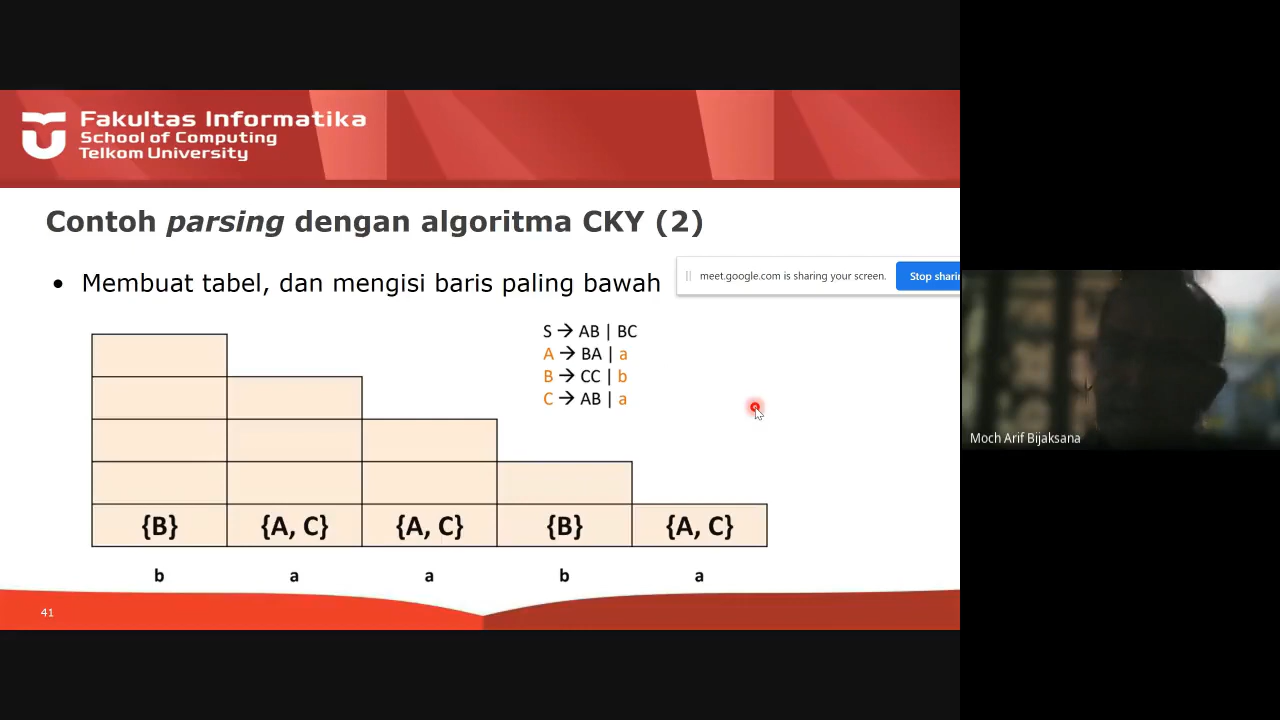 Fakultas Informatika
School of Computing
Telkom University
Contoh parsing dengan algoritma CKY (2)
• Membuat tabel, dan mengisi baris paling bawah
meet.google.com is sharing your screen.
Stop sharin
S → AB | BC
A → BA | a
B → CC | b
C → AB | a
{B} {A, C} {A, C} {B} {A, C}
b a a b a
41
Moch Arif Bijaksana